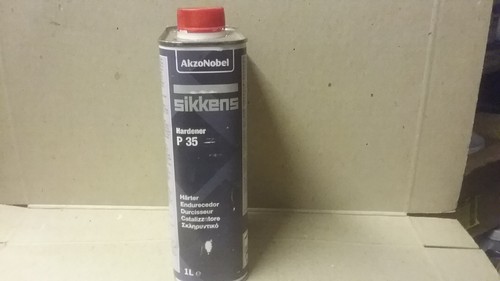 AkzoNobel
sikkens
Hardener
P 35
Härter
Endurecedor
Durcisseur
Catalizzatore
Σκληρυντικό
1L e